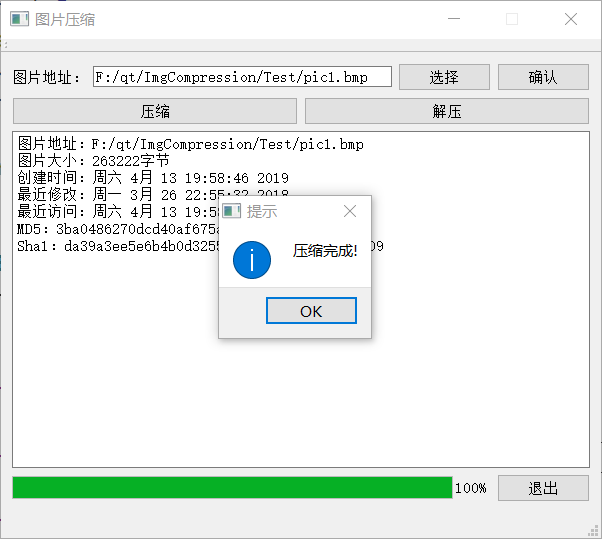 图片压缩
图片地址： F:/qt/ImgCompression/Test/pic1.bmp 选择 确认
压缩 解压
图片地址：F:/qt/ImgCompression/Test/pic1.bmp
图片大小：263222字节
创建时间：周六 4月 13 19:58:46 2019
最近修改：周一 3月 26 22:55:32 2018
最近访问：周六 4月 13 19:5
MD5：3ba0486270dcd40af675a
Sha1：da39a3ee5e6b4b0d3255 09
提示
压缩完成!
OK
100% 退出